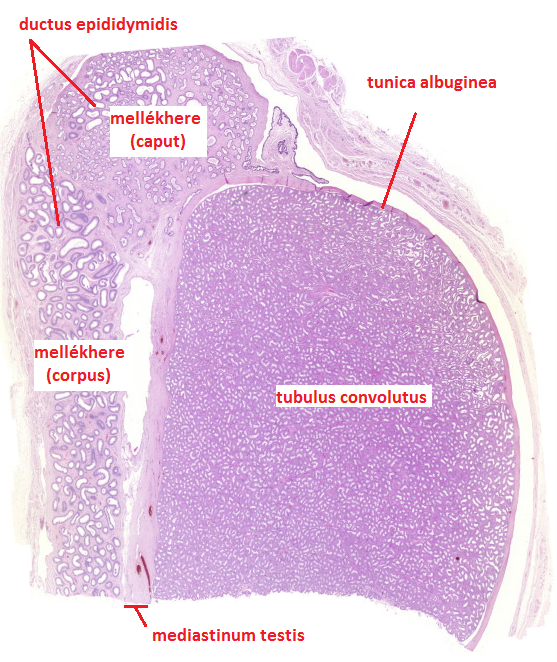 ductus epididymidis
tunica albuginea
mellékhere
(caput)
mellékhere
(corpus)
tubulus convolutus
mediastinum testis